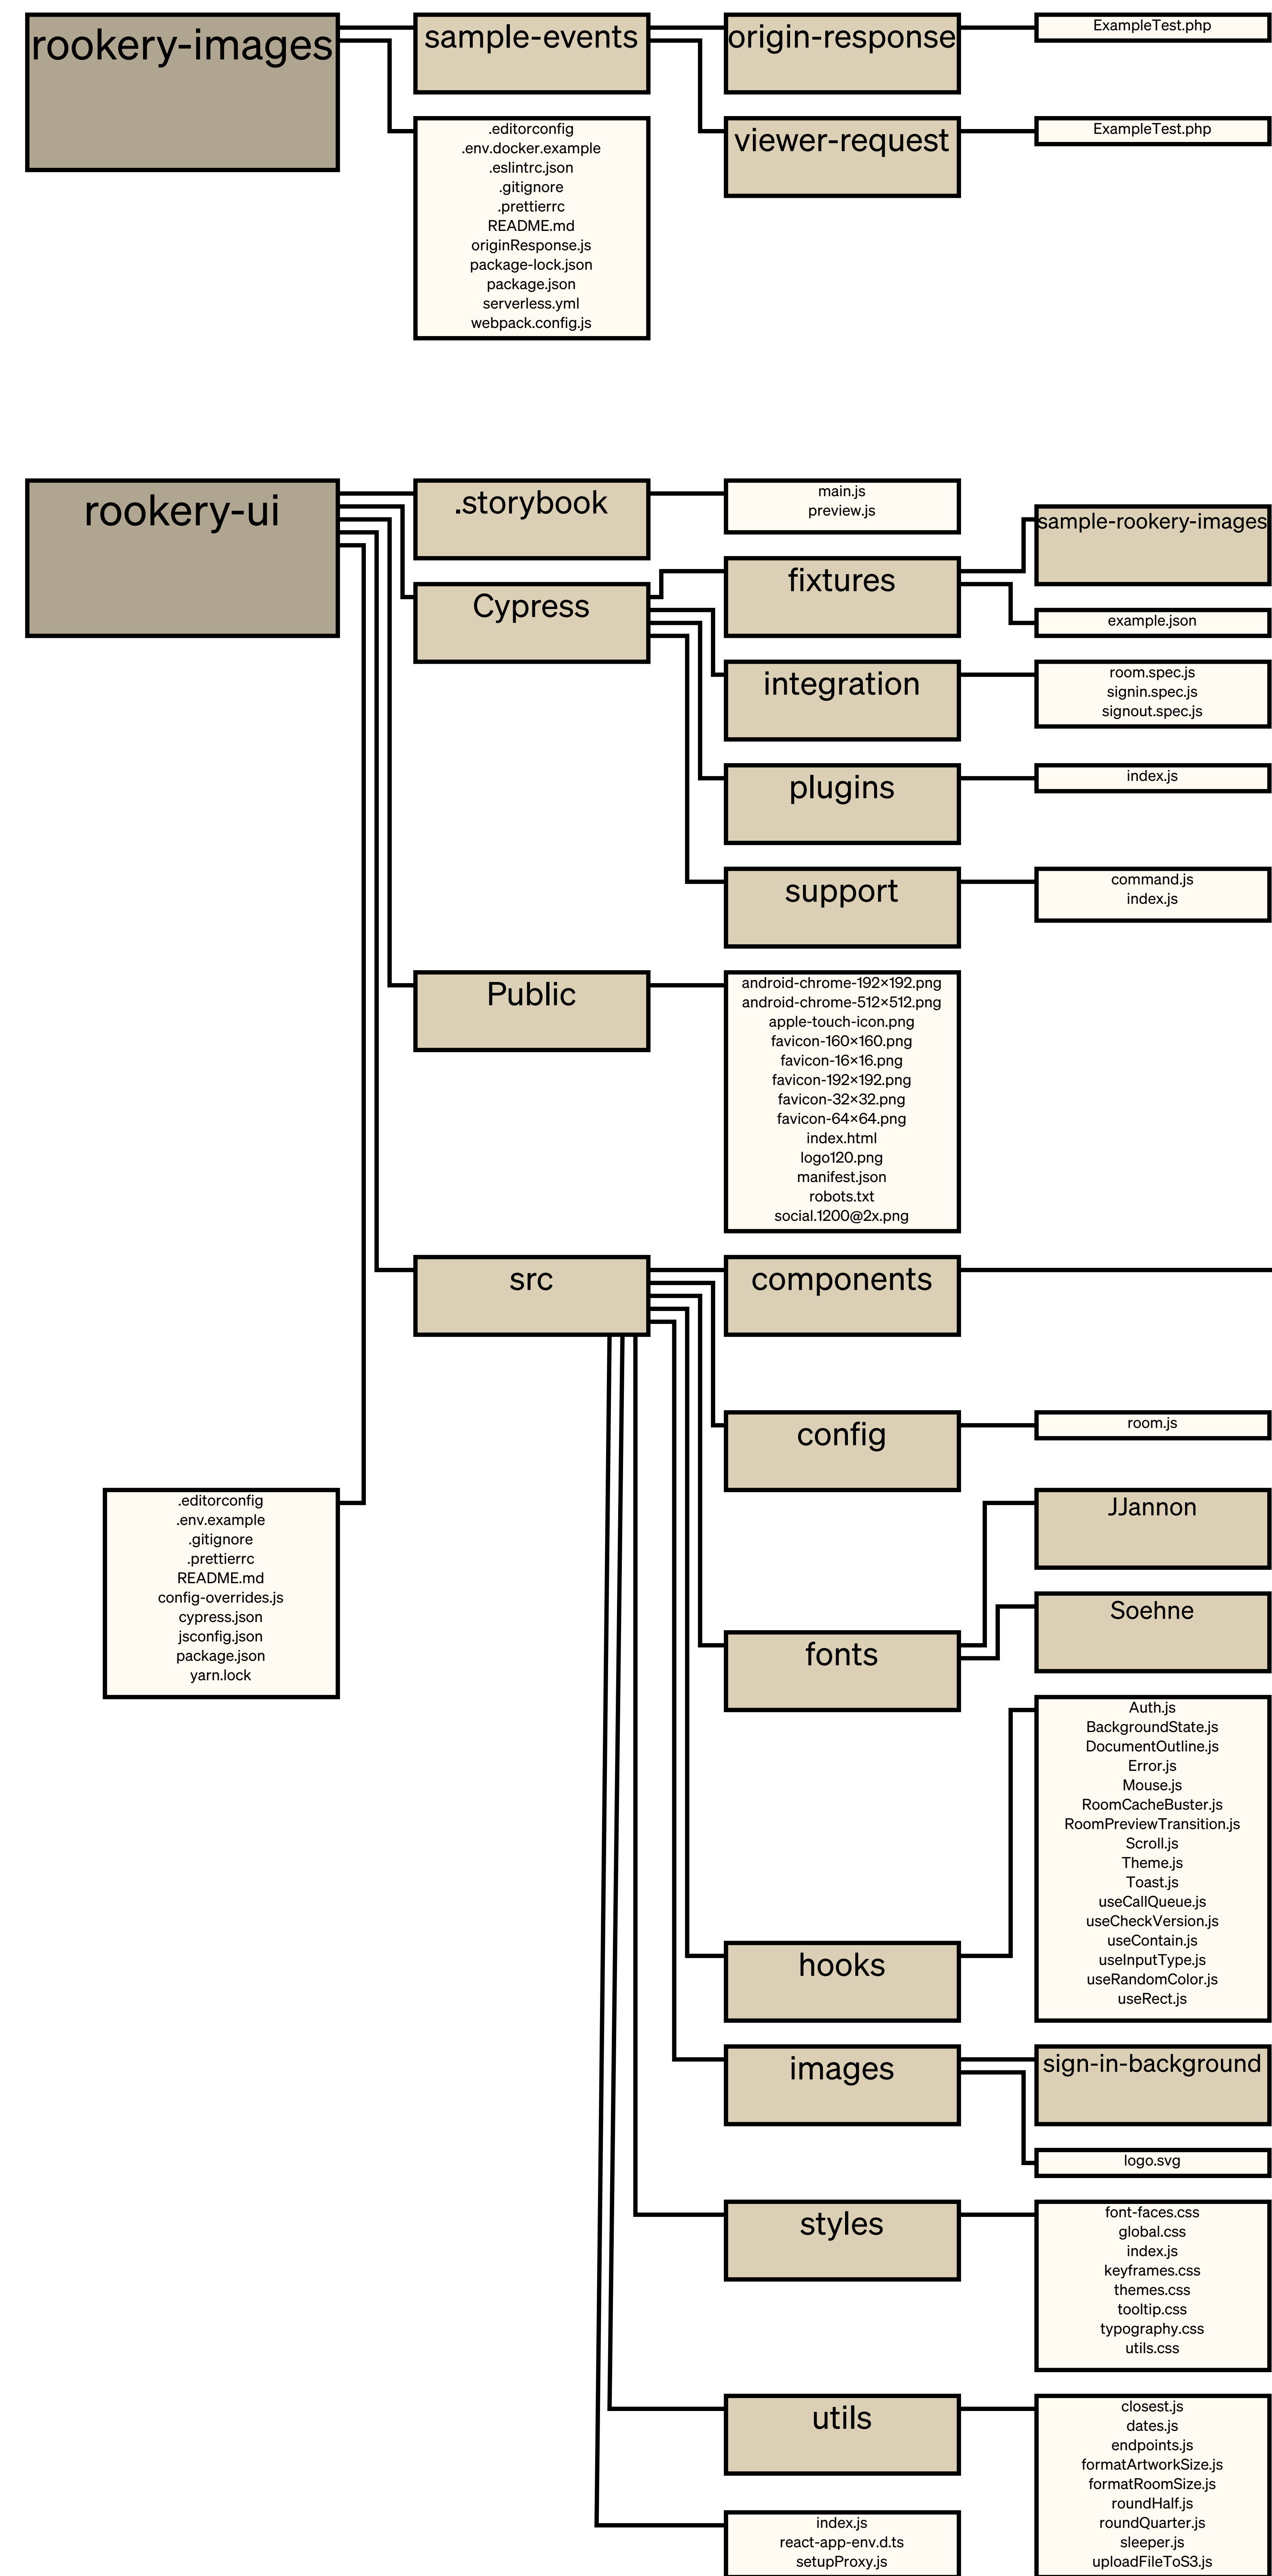 rookery-images
sample-events
origin-response
ExampleTest.php
.editorconfig
.env.docker.example
.eslintrc.json
.gitignore
.prettierrc
README.md
originResponse.js
package-lock.json
package.json
serverless.yml
webpack.config.js
viewer-request
ExampleTest.php
rookery-ui
.storybook
main.js
preview.js
Cypress
fixtures
sample-rookery-images
example.json
integration
room.spec.js
signin.spec.js
signout.spec.js
plugins
index.js
support
command.js
index.js
Public
android-chrome-192×192.png
android-chrome-512×512.png
apple-touch-icon.png
favicon-160×160.png
favicon-16×16.png
favicon-192×192.png
favicon-32×32.png
favicon-64×64.png
index.html
logo120.png
manifest.json
robots.txt
social.1200@2x.png
src
components
config
room.js
.editorconfig
.env.example
.gitignore
.prettierrc
README.md
config-overrides.js
cypress.json
jsconfig.json
package.json
yarn.lock
fonts
JJannon
Soehne
hooks
Auth.js
BackgroundState.js
DocumentOutline.js
Error.js
Mouse.js
RoomCacheBuster.js
RoomPreviewTransition.js
Scroll.js
Theme.js
Toast.js
useCallQueue.js
useCheckVersion.js
useContain.js
useInputType.js
useRandomColor.js
useRect.js
images
sign-in-background
logo.svg
styles
font-faces.css
global.css
index.js
keyframes.css
themes.css
tooltip.css
typography.css
utils.css
utils
closest.js
dates.js
endpoints.js
formatArtworkSize.js
formatRoomSize.js
roundHalf.js
roundQuarter.js
sleeper.js
uploadFileToS3.js
index.js
react-app-env.d.ts
setupProxy.js